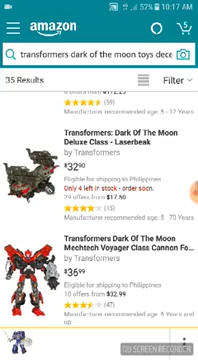 57% 10:17 AM
amazon
5
transformers dark of the moon toys dece
35 Results
Filter
(59)
Manufacturer recommended age: 5 - 12 Years
Transformers: Dark Of The Moon
Deluxe Class - Laserbeak
by Transformers
$32⁹⁰
Eligible for shipping to Philippines
Only 4 left in stock - order soon.
29 offers from $17.50
(15)
Manufacturer recommended age: 5 - 70 Years
Transformers Dark Of The Moon
Mechtech Voyager Class Cannon Fo...
by Transformers
$36⁹⁹
Eligible for shipping to Philippines
10 offers from $32.99
(47)
Manufacturer recommended age: 5 Years and
up
DU SCREEN RECORDER